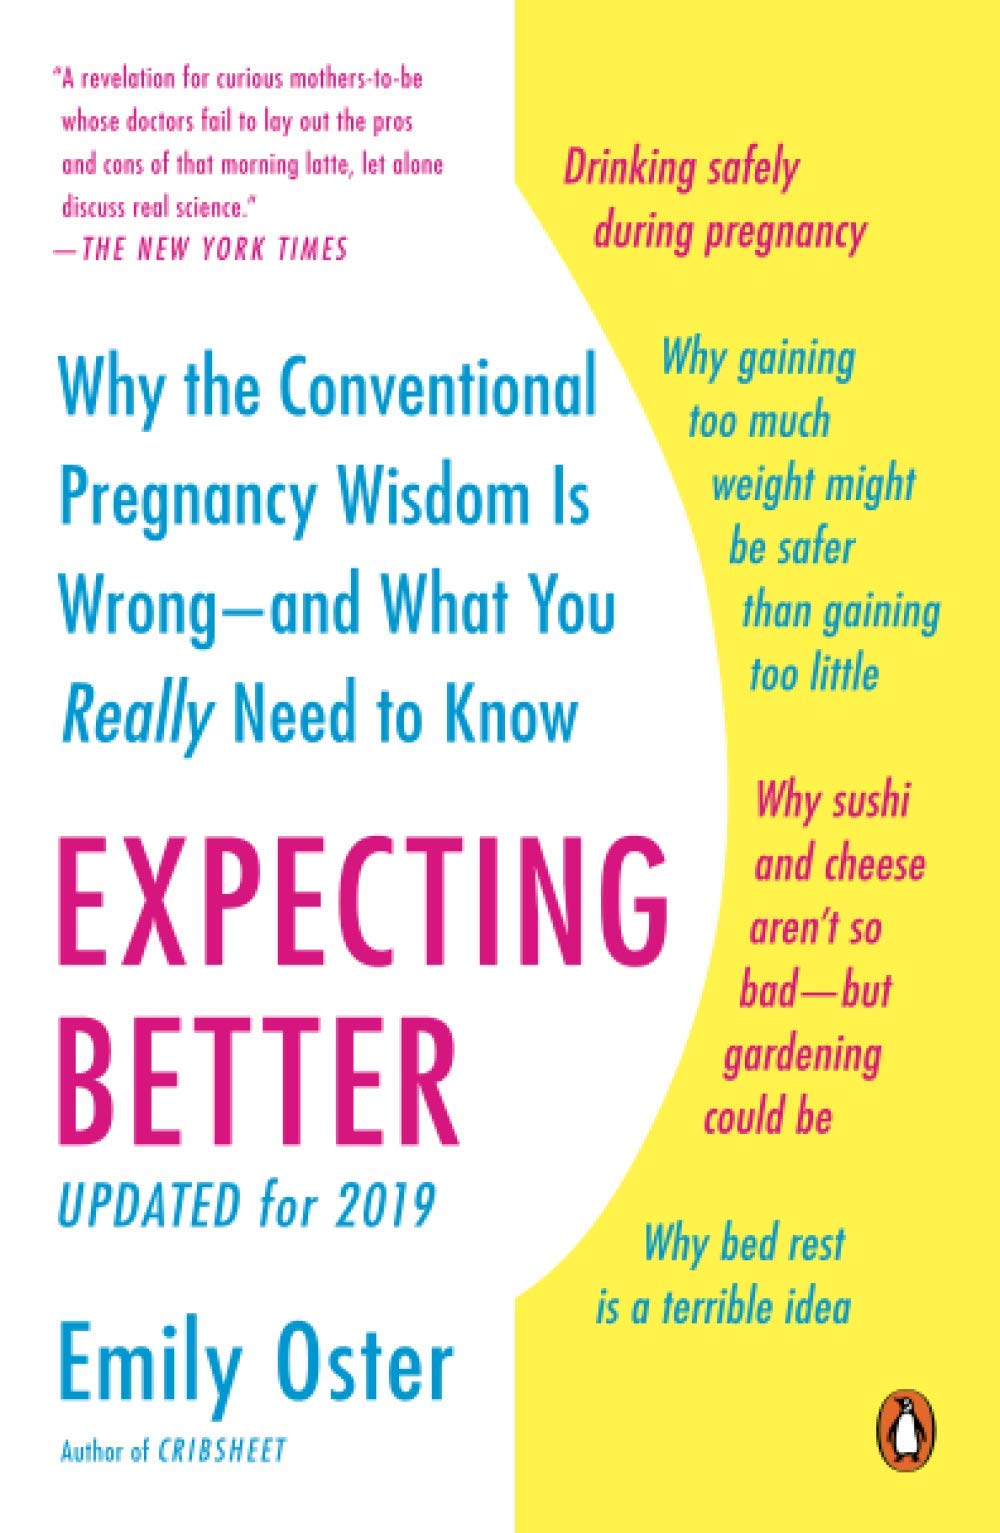 “A revelation for curious mothers-to-be
whose doctors fail to lay out the pros
and cons of that morning latte, let alone
discuss real science.”
—THE NEW YORK TIMES
Why the Conventional
Pregnancy Wisdom Is
Wrong—and What You
Really Need to Know
EXPECTING
BETTER
UPDATED for 2019
Emily Oster
Author of CRIBSHEET
Drinking safely
during pregnancy
Why gaining
too much
weight might
be safer
than gaining
too little
Why sushi
and cheese
aren’t so
bad—but
gardening
could be
Why bed rest
is a terrible idea